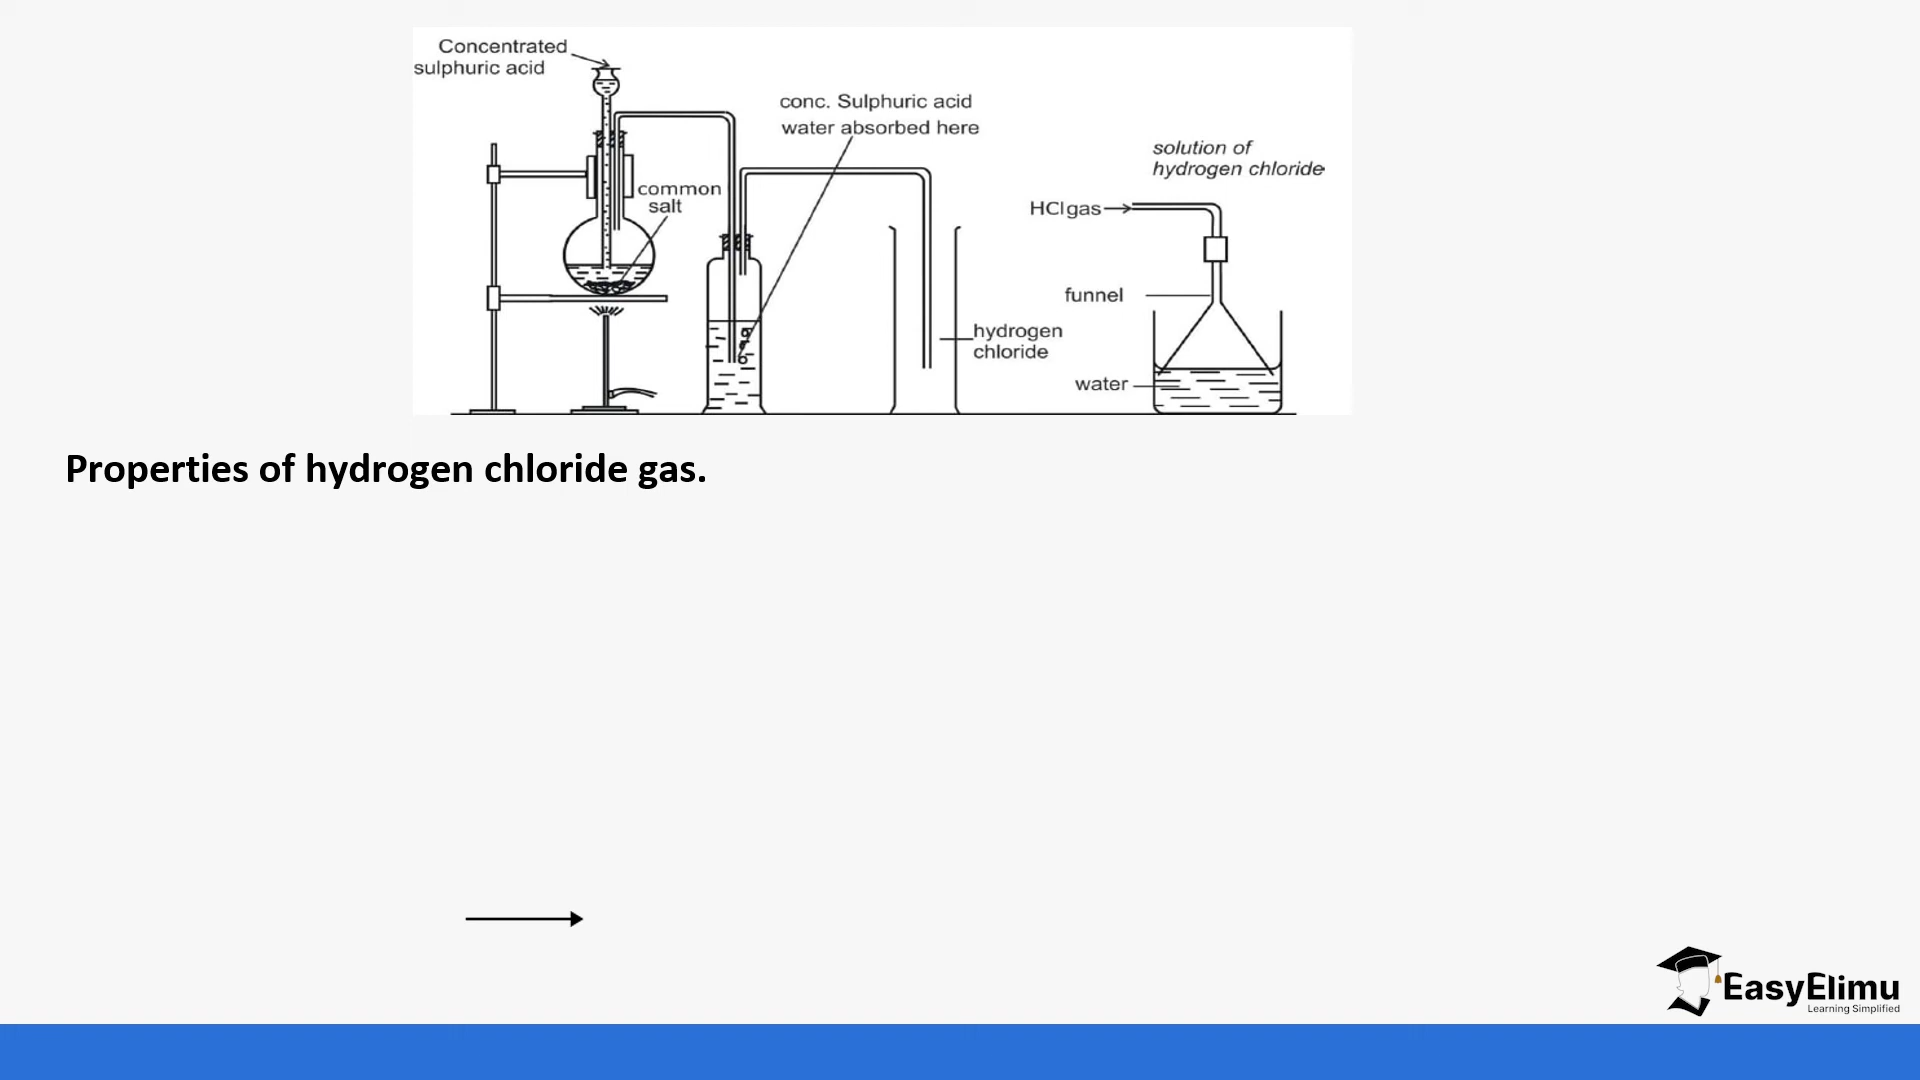 Concentrated
sulphuric acid
conc. Sulphuric acid
water absorbed here
solution of
hydrogen chloride
common
salt
HCl gas
funnel
hydrogen
chloride
water
Properties of hydrogen chloride gas.
EasyElimu
Learning Simplified